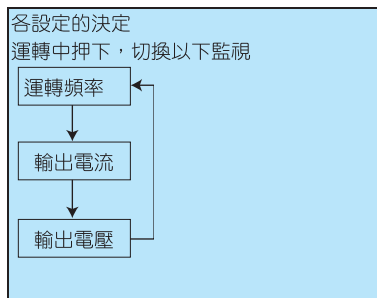 各設定的決定
運轉中押下，切換以下監視
運轉頻率
輸出電流
輸出電壓